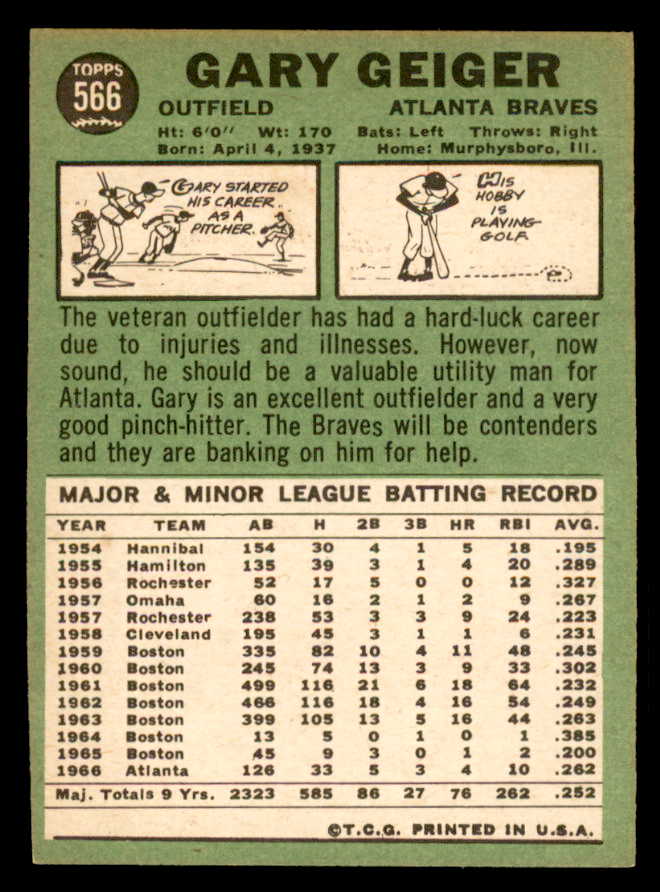 TOPPS
566
GARY GEIGER
OUTFIELD ATLANTA BRAVES
Ht: 6'0" Wt: 170 Bats: Left Throws: Right
Born: April 4, 1937 Home: Murphysboro, Ill.
GARY STARTED
HIS CAREER
AS A
PITCHER.
HIS
HOBBY
IS
PLAYING
GOLF.
The veteran outfielder has had a hard-luck career
due to injuries and illnesses. However, now
sound, he should be a valuable utility man for
Atlanta. Gary is an excellent outfielder and a very
good pinch-hitter. The Braves will be contenders
and they are banking on him for help.
MAJOR & MINOR LEAGUE BATTING RECORD
YEAR TEAM AB H 2B 3B HR RBI AVG.
1954 Hannibal 154 30 4 1 5 18 .195
1955 Hamilton 135 39 3 1 4 20 .289
1956 Rochester 52 17 5 0 0 12 .327
1957 Omaha 60 16 2 1 2 9 .267
1957 Rochester 238 53 3 3 9 24 .223
1958 Cleveland 195 45 3 1 1 6 .231
1959 Boston 335 82 10 4 11 48 .245
1960 Boston 245 74 13 3 9 33 .302
1961 Boston 499 116 21 6 18 64 .232
1962 Boston 466 116 18 4 16 54 .249
1963 Boston 399 105 13 5 16 44 .263
1964 Boston 13 5 0 1 0 1 .385
1965 Boston 45 9 3 0 1 2 .200
1966 Atlanta 126 33 5 3 4 10 .262
Maj. Totals 9 Yrs. 2323 585 86 27 76 262 .252
©T.C.G. PRINTED IN U.S.A.